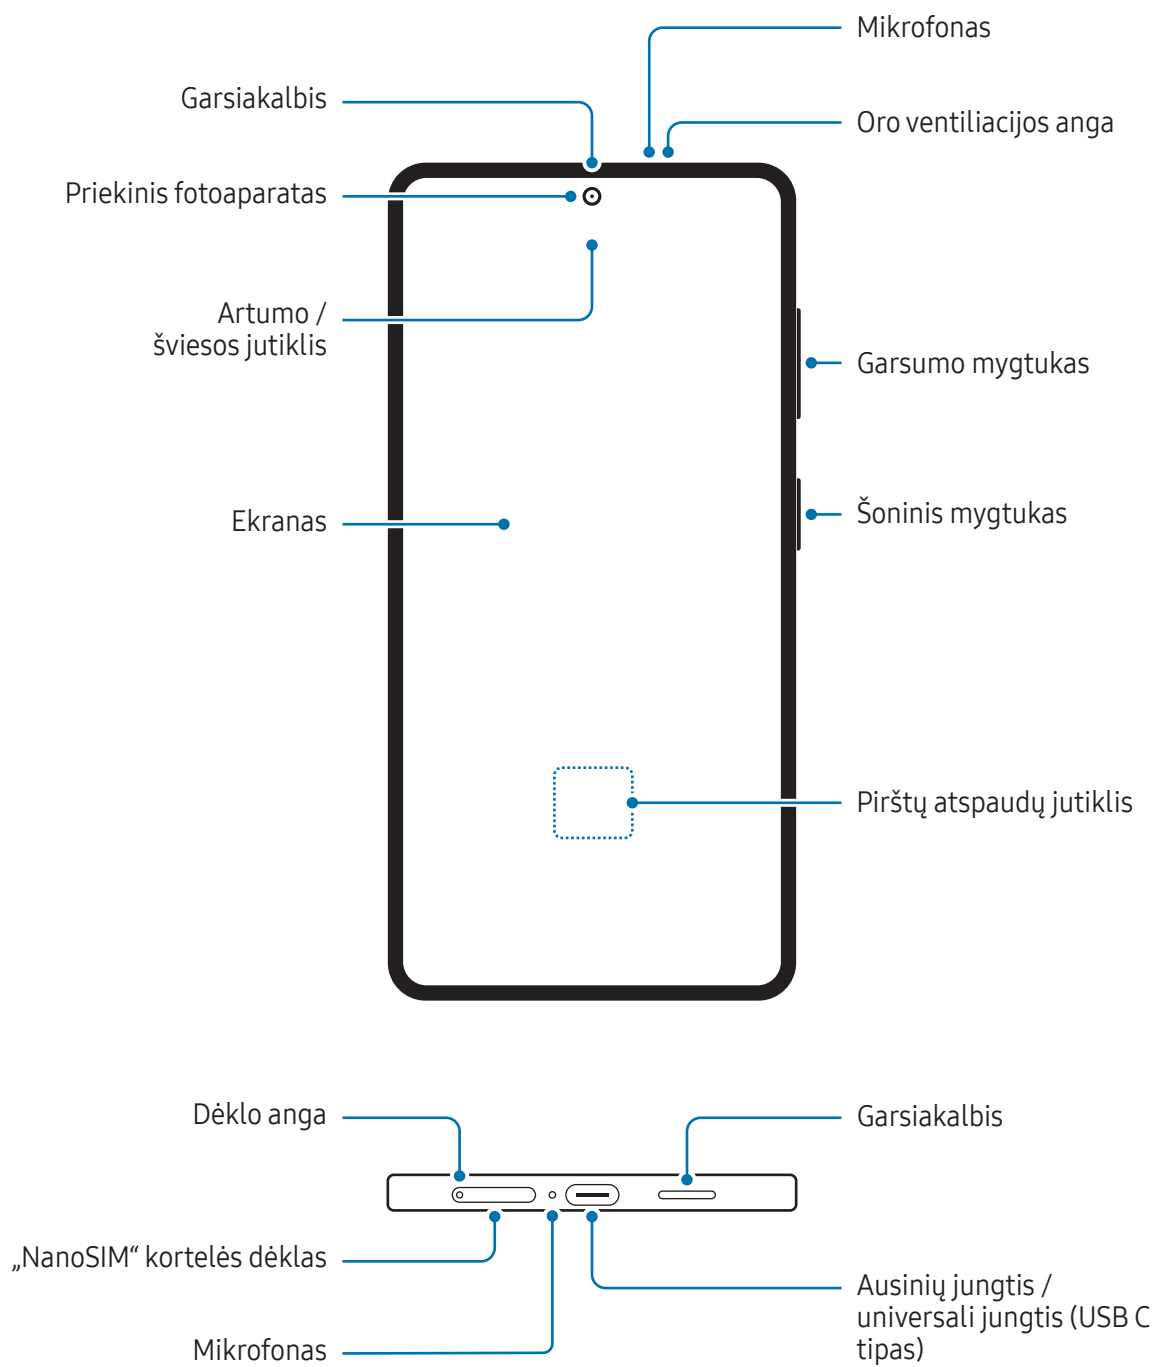 Mikrofonas
Garsiakalbis
Oro ventiliacijos anga
Priekinis fotoaparatas
Artumo /
šviesos jutiklis
Garsumo mygtukas
Ekranas
Šoninis mygtukas
Pirštų atspaudų jutiklis
Dėklo anga
Garsiakalbis
„NanoSIM“ kortelės dėklas
Ausinių jungtis /
universali jungtis (USB C
tipas)
Mikrofonas